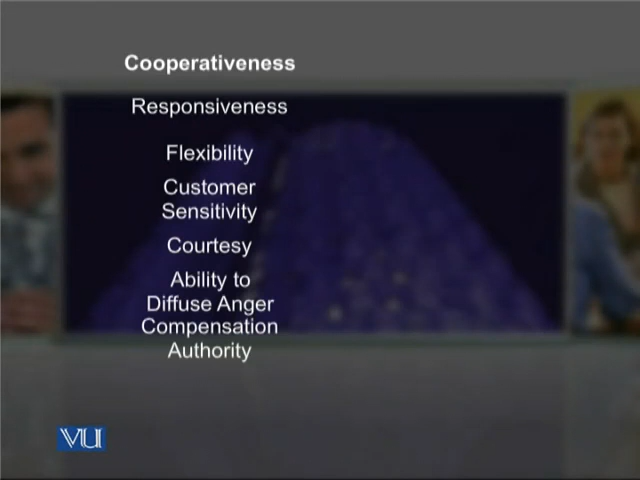 Cooperativeness
Responsiveness
Flexibility
Customer
Sensitivity
Courtesy
Ability to
Diffuse Anger
Compensation
Authority
VU